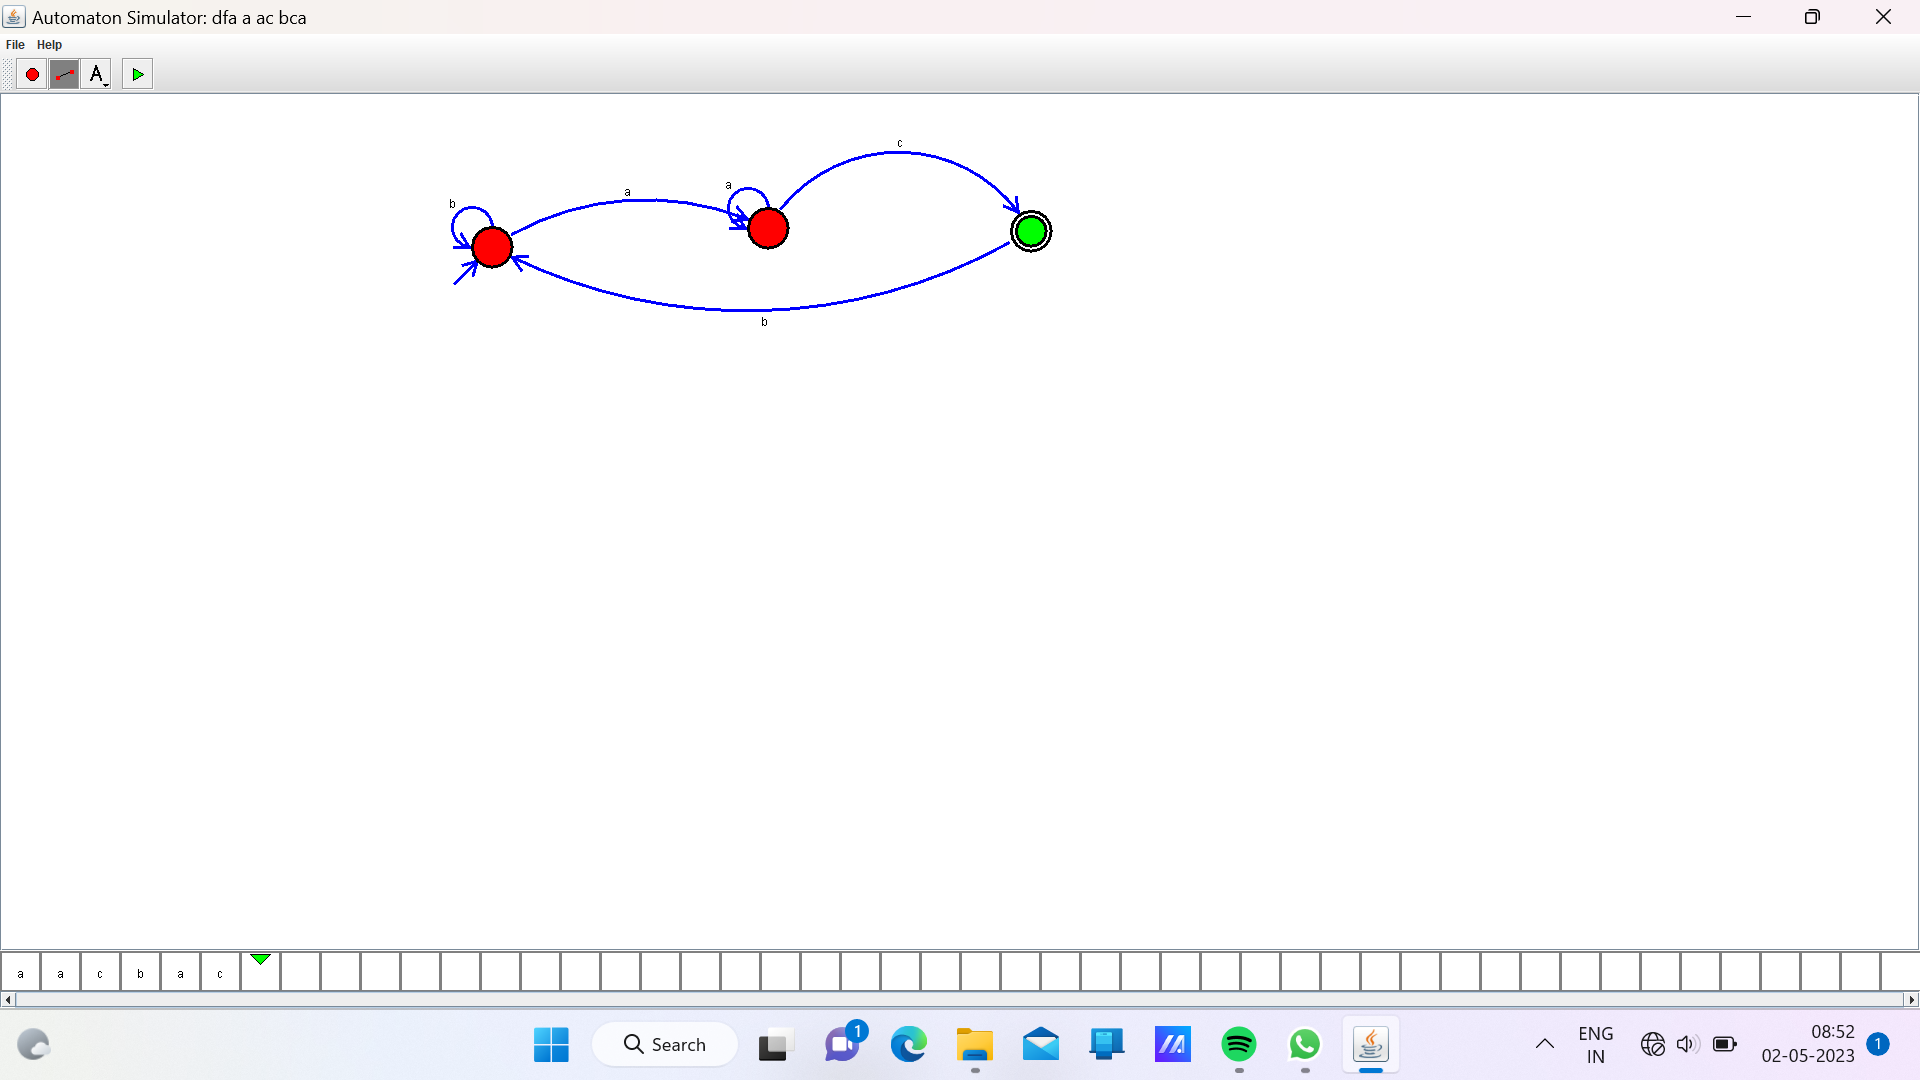 Automaton Simulator: dfa a ac bca
File Help
A
c
a
a
b
b
a a c b a c
1
Search
ENG
IN
08:52
02-05-2023
1